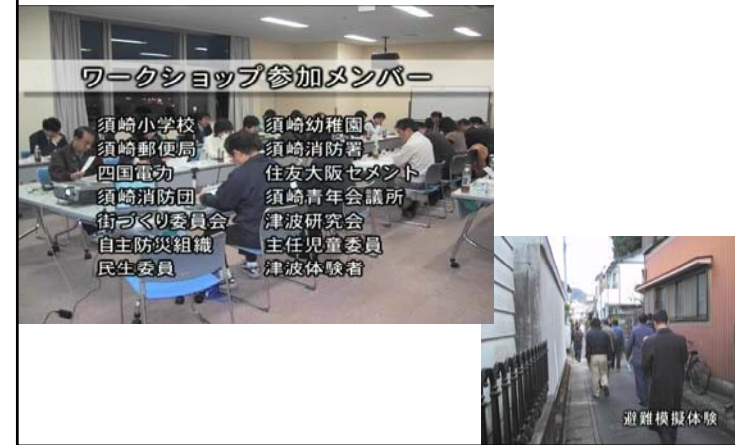 ワークショップ参加メンバー
須崎小学校　須崎幼稚園
須崎郵便局　須崎消防署
四国電力　住友大阪セメント
須崎消防団　須崎青年会議所
街づくり委員会　津波研究会
自主防災組織　主任児童委員
民生委員　津波体験者
避難模擬体験